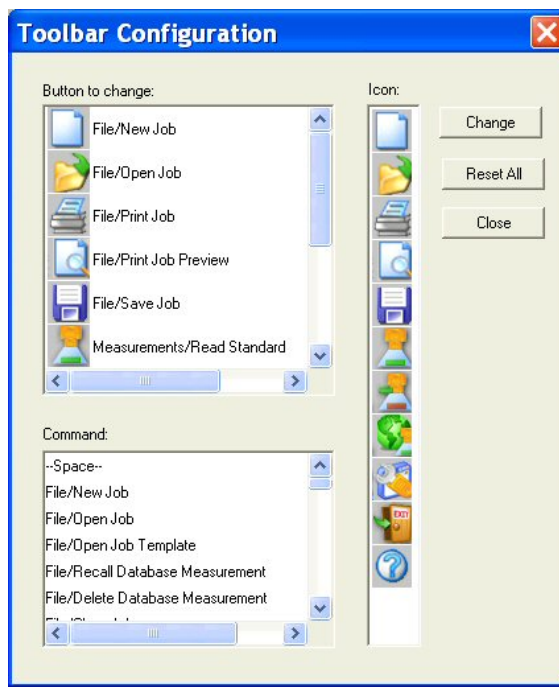 Toolbar Configuration
Button to change:
File/New Job
File/Open Job
File/Print Job
File/Print Job Preview
File/Save Job
Measurements/Read Standard
Icon:
EXIT
Change
Reset All
Close
Command:
--Space--
File/New Job
File/Open Job
File/Open Job Template
File/Recall Database Measurement
File/Delete Database Measurement